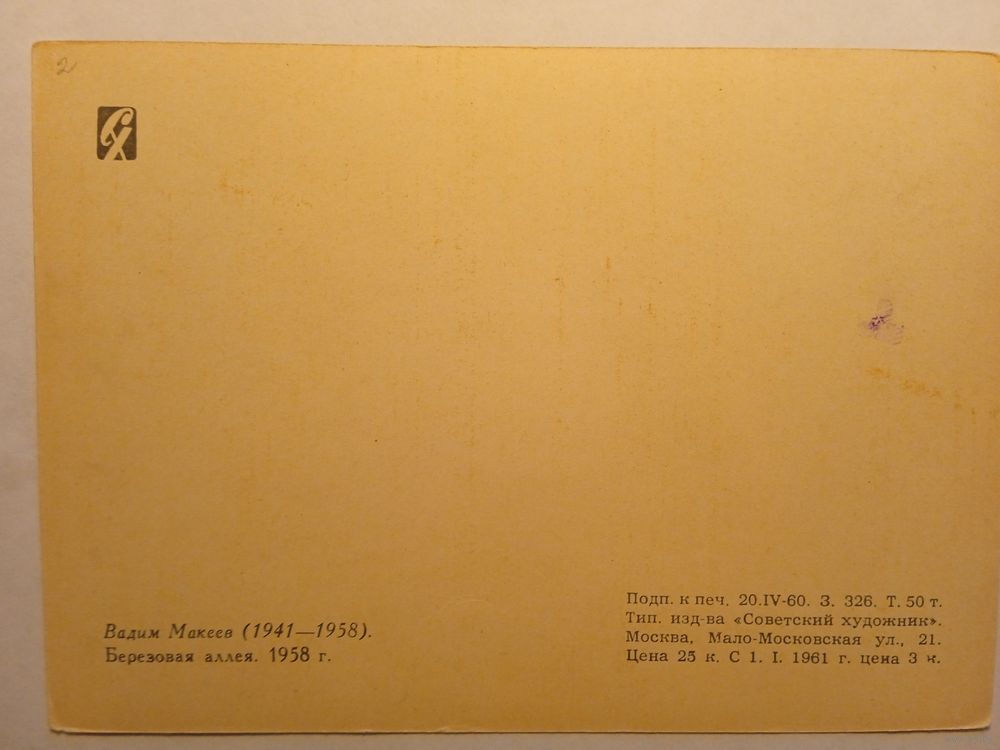 2
СХ
Вадим Макеев (1941—1958).
Березовая аллея. 1958 г.
Подп. к печ. 20.IV-60. З. 326. Т. 50 т.
Тип. изд-ва «Советский художник».
Москва, Мало-Московская ул., 21.
Цена 25 к. С 1. I. 1961 г. цена 3 к.